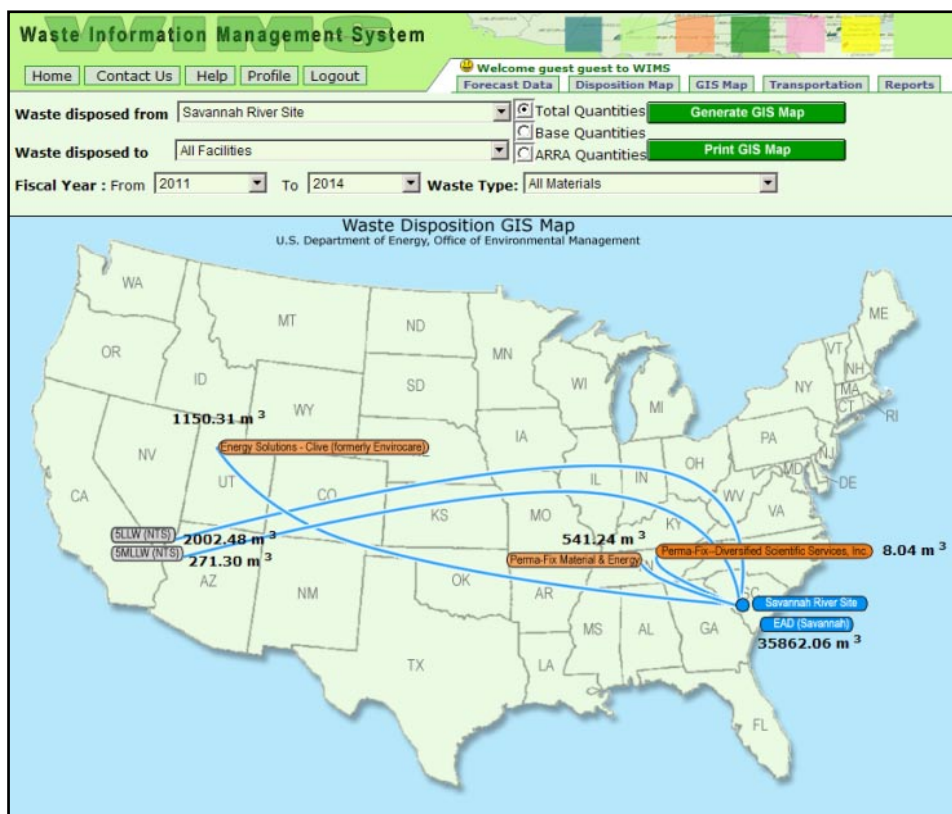 Waste Information Management System
WIMS
Home Contact Us Help Profile Logout
Welcome guest guest to WIMS
Forecast Data Disposition Map GIS Map Transportation Reports
Waste disposed from Savannah River Site Total Quantities Generate GIS Map
Base Quantities
Waste disposed to All Facilities ARRA Quantities Print GIS Map
Fiscal Year : From 2011 To 2014 Waste Type: All Materials
Waste Disposition GIS Map
U.S. Department of Energy, Office of Environmental Management
WA
ME
MT
ND
VT
OR
MN
NH
ID
SD
WI
NY
MA
MI
CT
RI
WY
1150.31 m 3
IA
PA
Energy Solutions - Clive (formerly Envirocare)
NV
NJ
OH
MD
UT
IL
IN
DE
CA
CO
WV
KS
MO
VA
KY
5LLW (NTS) 2002.48 m 3
541.24 m 3
5MLLW (NTS) 271.30 m 3
Perma-Fix Material & Energy
Perma-Fix--Diversified Scientific Services, Inc. 8.04 m 3
AZ
NM
OK
AR
SC
Savannah River Site
EAD (Savannah)
35862.06 m 3
MS
AL
GA
TX
LA
FL